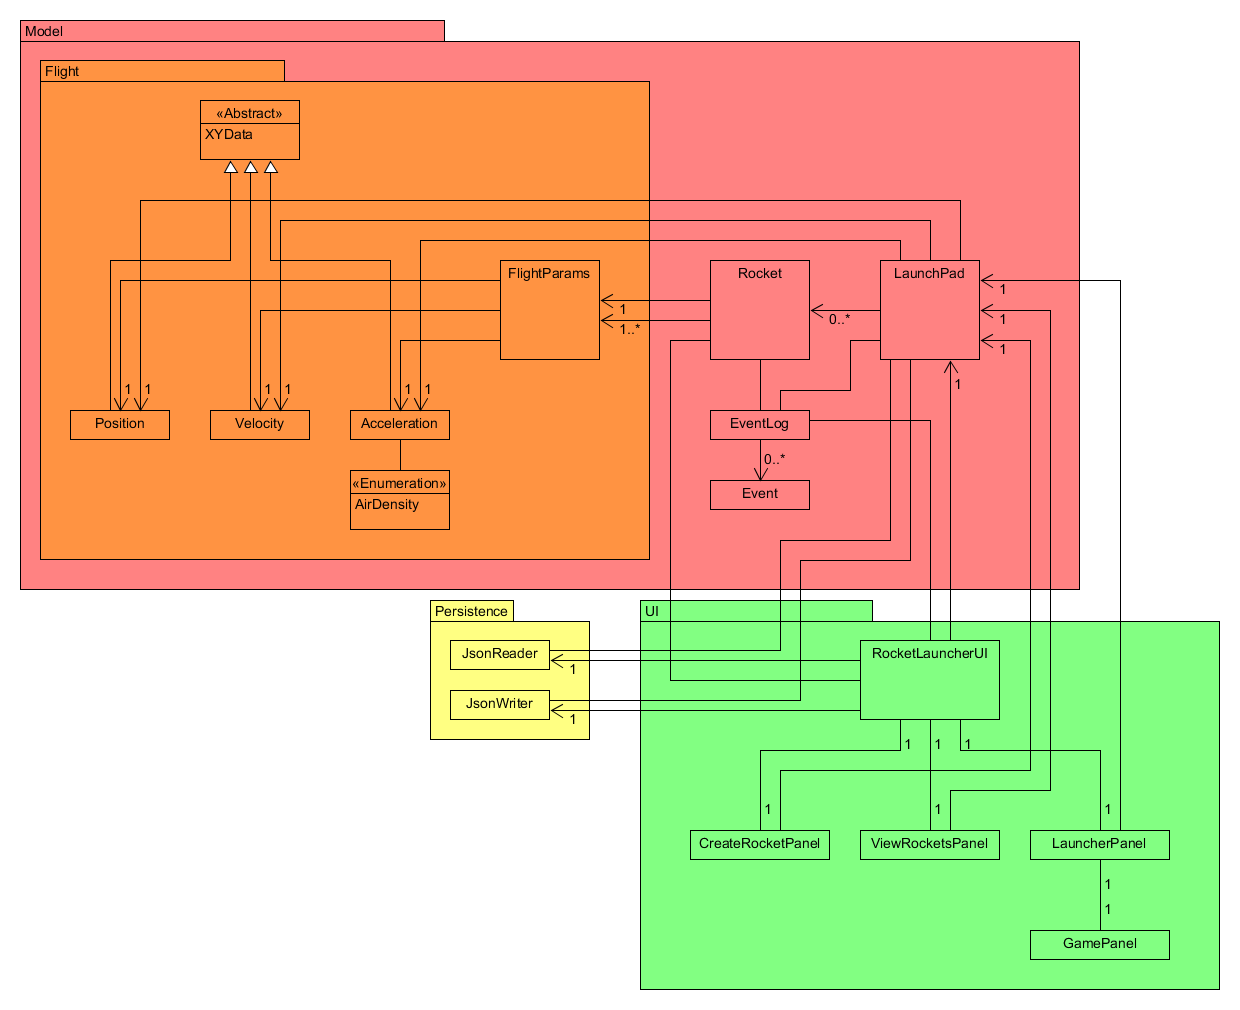 Model
Flight
«Abstract»
XYData
FlightParams
Rocket
LaunchPad
1
1
0..*
1
1..*
1
1
1
1
1
1
1
1
Position
Velocity
Acceleration
EventLog
0..*
«Enumeration»
AirDensity
Event
Persistence
UI
JsonReader
1
RocketLauncherUI
JsonWriter
1
1
1
1
1
1
1
CreateRocketPanel
ViewRocketsPanel
LauncherPanel
1
1
GamePanel